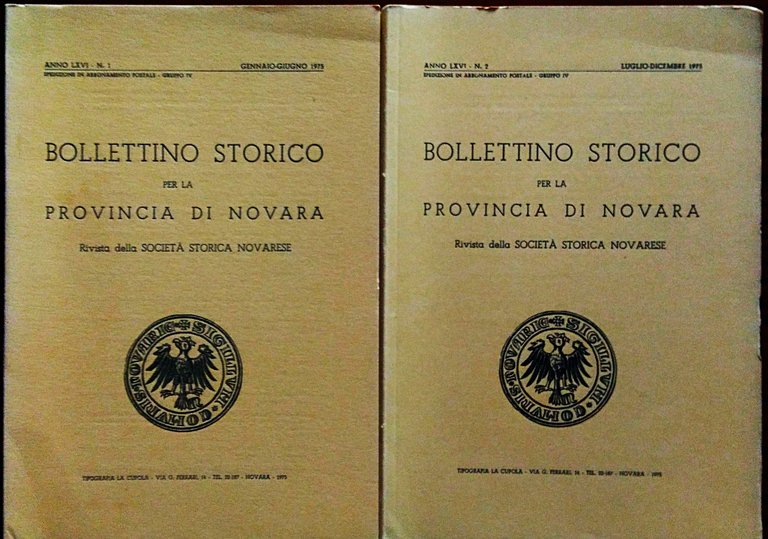 ANNO LXVI - N. 1 GENNAIO-GIUGNO 1975
SPEDIZIONE IN ABBONAMENTO POSTALE - GRUPPO IV
BOLLETTINO STORICO
PER LA
PROVINCIA DI NOVARA
Rivista della SOCIETÀ STORICA NOVARESE
TIPOGRAFIA LA CUPOLA - VIA G. FERRARI, 14 - TEL. - NOVARA - 1975
ANNO LXVI - N. 2 LUGLIO-DICEMBRE 1975
SPEDIZIONE IN ABBONAMENTO POSTALE - GRUPPO IV
BOLLETTINO STORICO
PER LA
PROVINCIA DI NOVARA
Rivista della SOCIETÀ STORICA NOVARESE
TIPOGRAFIA LA CUPOLA - VIA G. FERRARI, 14 - TEL. - NOVARA - 1975